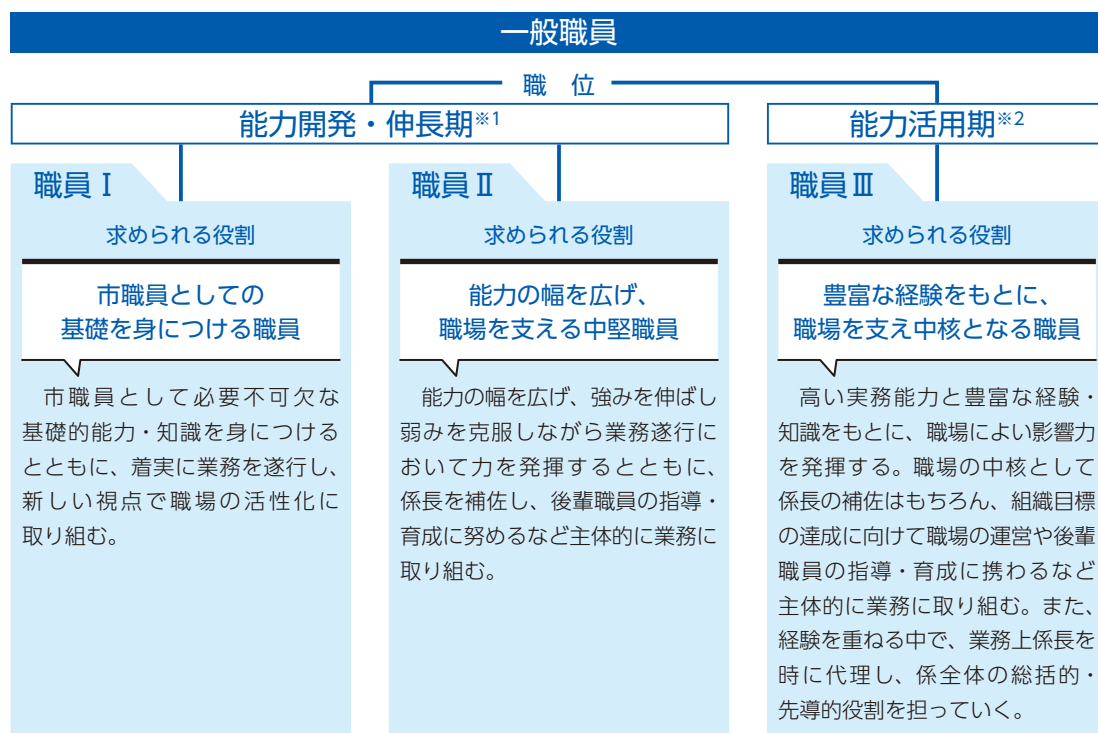 一般職員
職 位
能力開発・伸長期※1
能力活用期※2
職員Ⅰ
求められる役割
市職員としての
基礎を身につける職員
市職員として必要不可欠な
基礎的能力・知識を身につける
とともに、着実に業務を遂行し、
新しい視点で職場の活性化に
取り組む。
職員Ⅱ
求められる役割
能力の幅を広げ、
職場を支える中堅職員
能力の幅を広げ、強みを伸ばし
弱みを克服しながら業務遂行に
おいて力を発揮するとともに、
係長を補佐し、後輩職員の指導・
育成に努めるなど主体的に業務に
取り組む。
職員Ⅲ
求められる役割
豊富な経験をもとに、
職場を支え中核となる職員
高い実務能力と豊富な経験・
知識をもとに、職場によい影響力
を発揮する。職場の中核として
係長の補佐はもちろん、組織目標
の達成に向けて職場の運営や後輩
職員の指導・育成に携わるなど
主体的に業務に取り組む。また、
経験を重ねる中で、業務上係長を
時に代理し、係全体の総括的・
先導的役割を担っていく。